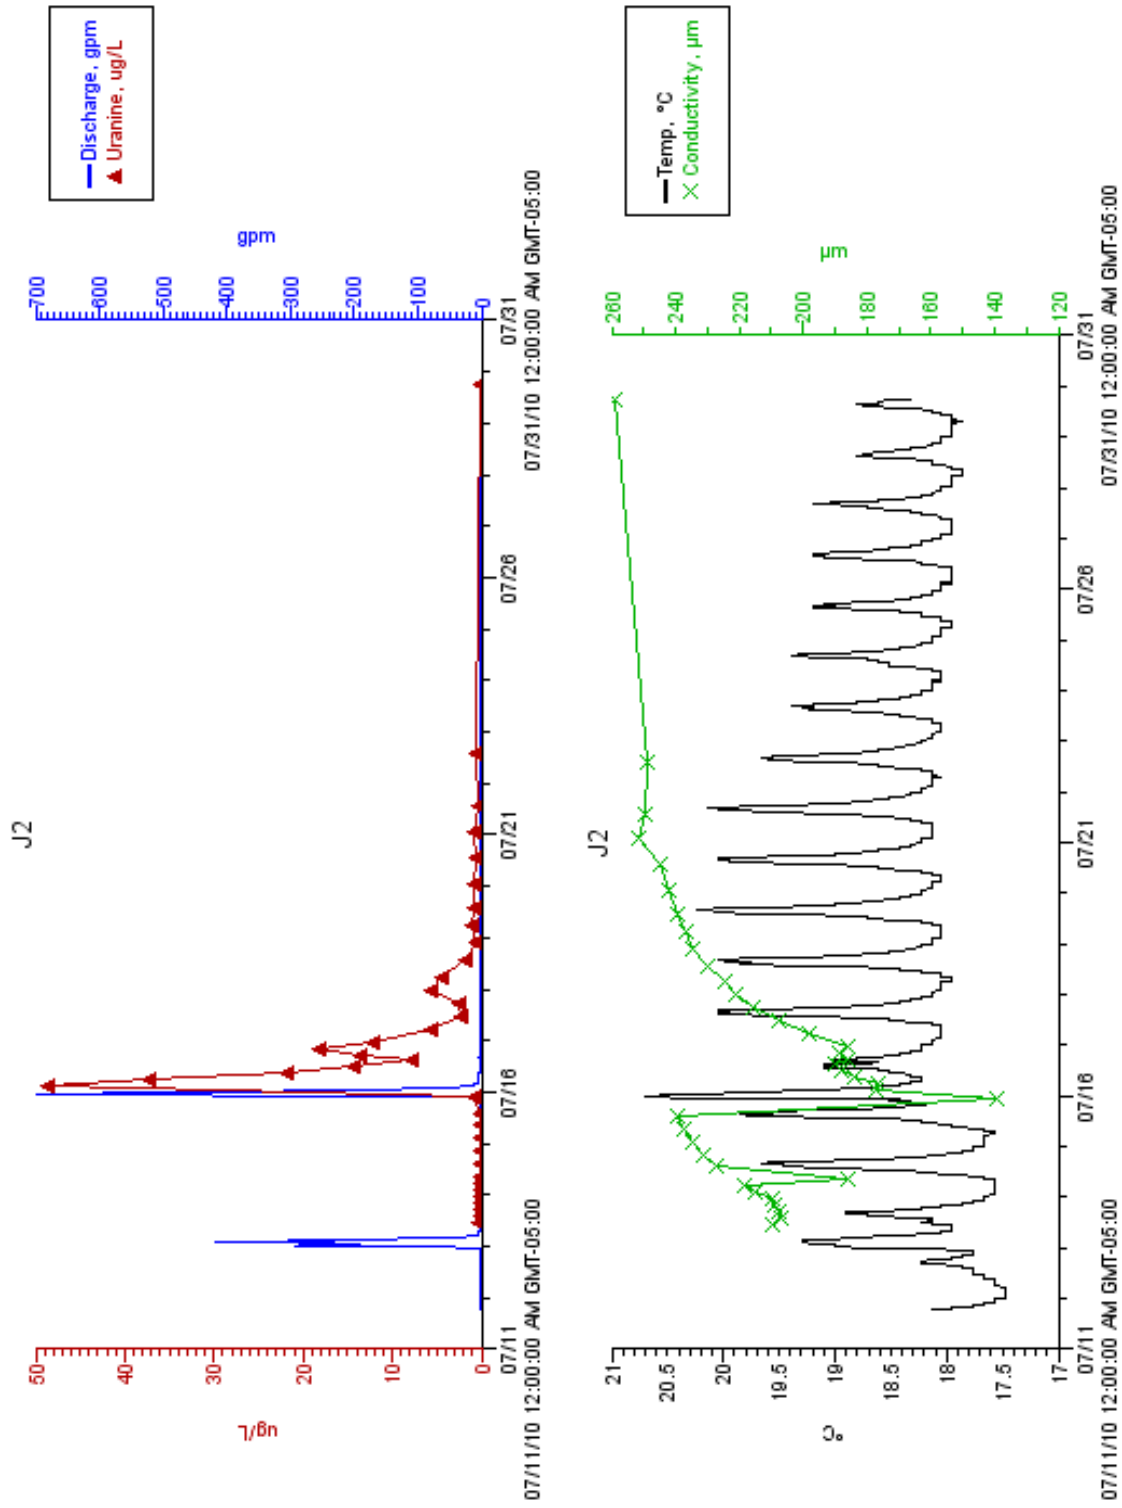 J2
Discharge, gpm
Uranine, ug/L
50
40
30
20
10
0
ug/L
700
600
500
400
300
200
100
0
gpm
07/11
07/16
07/21
07/26
07/31
07/11/10 12:00:00 AM GMT-05:00
07/31/10 12:00:00 AM GMT-05:00
J2
Temp, °C
Conductivity, µm
21
20.5
20
19.5
19
18.5
18
17.5
17
°C
260
240
220
200
180
160
140
120
µm
07/11
07/16
07/21
07/26
07/31
07/11/10 12:00:00 AM GMT-05:00
07/31/10 12:00:00 AM GMT-05:00